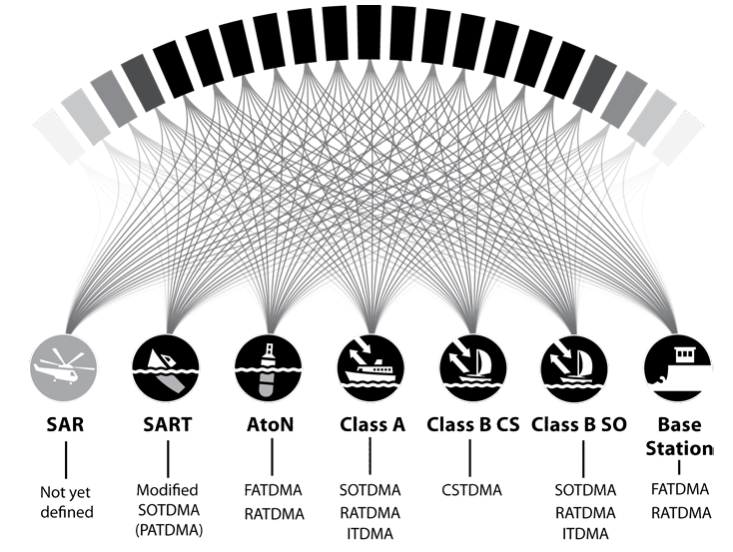 SAR
SART
AtoN
Class A
Class B CS
Class B SO
Base
Station
Not yet
defined
Modified
SOTDMA
(PATDMA)
FATDMA
RATDMA
SOTDMA
RATDMA
ITDMA
CSTDMA
SOTDMA
RATDMA
ITDMA
FATDMA
RATDMA